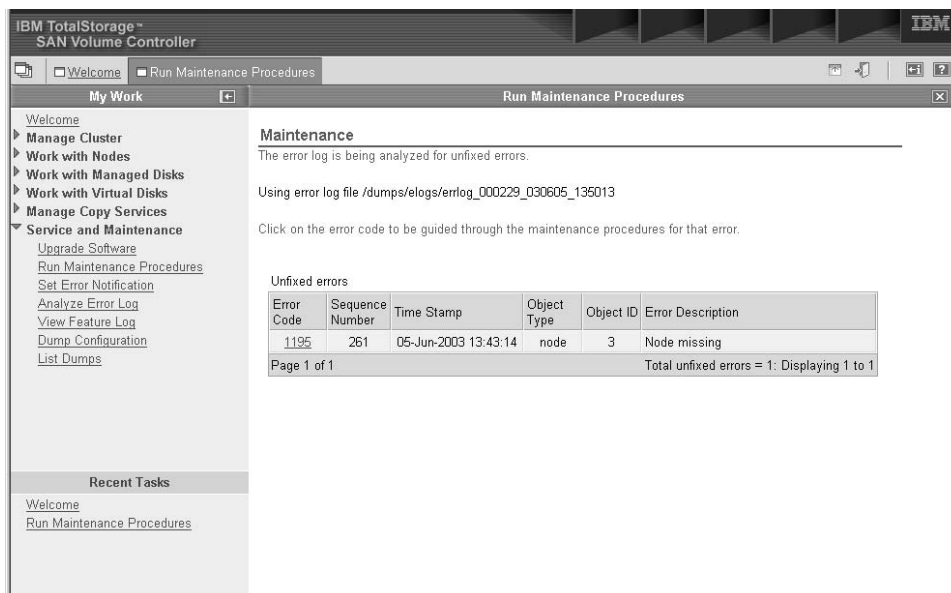 IBM TotalStorage™
SAN Volume Controller
IBM
Welcome
Run Maintenance Procedures
?
My Work
Run Maintenance Procedures
Welcome
Manage Cluster
Work with Nodes
Work with Managed Disks
Work with Virtual Disks
Manage Copy Services
Service and Maintenance
Upgrade Software
Run Maintenance Procedures
Set Error Notification
Analyze Error Log
View Feature Log
Dump Configuration
List Dumps
Recent Tasks
Welcome
Run Maintenance Procedures
Maintenance
The error log is being analyzed for unfixed errors.
Using error log file /dumps/elogs/errlog_000229_030605_135013
Click on the error code to be guided through the maintenance procedures for that error.
Unfixed errors
Error Code Sequence Number Time Stamp Object Type Object ID Error Description
1195 261 05-Jun-2003 13:43:14 node 3 Node missing
Page 1 of 1 Total unfixed errors = 1: Displaying 1 to 1